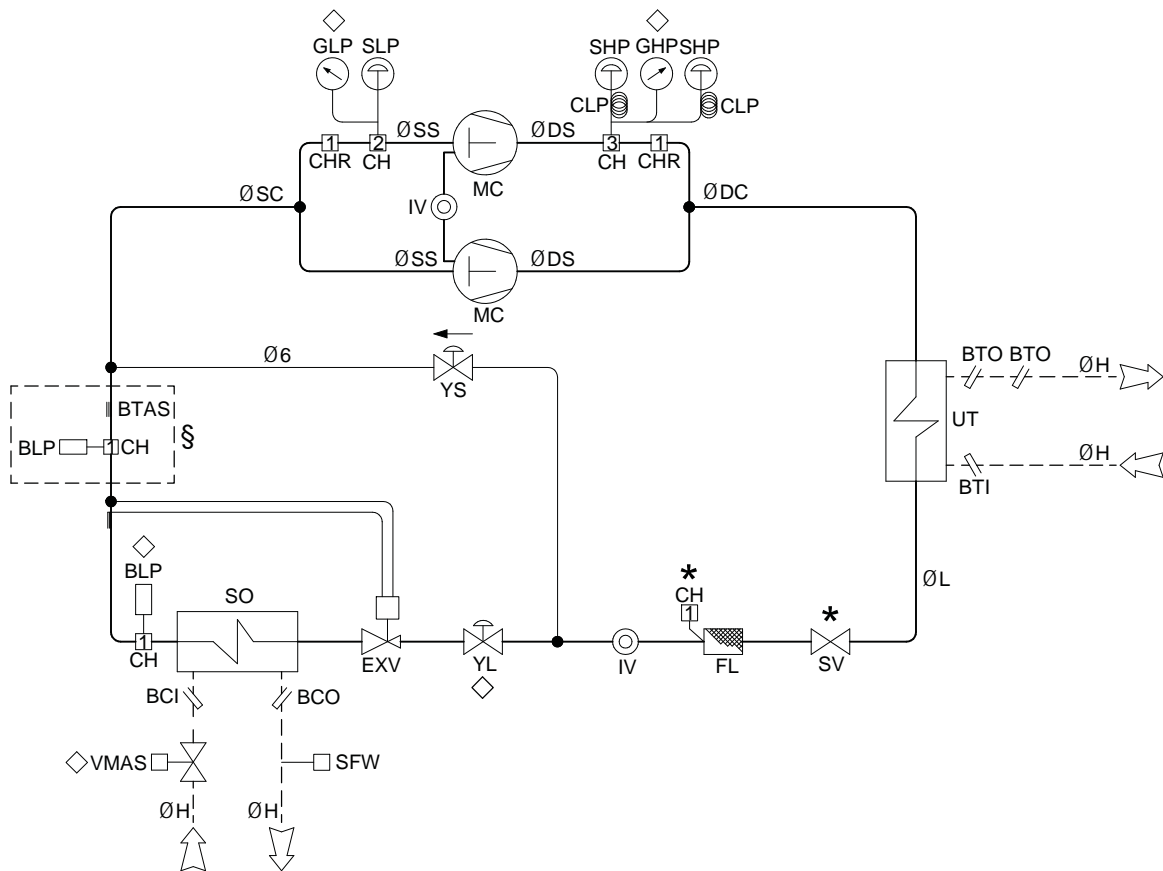 GLP SLP SHP GHP SHP
CLP CLP
ØSS ØDS
1 2 3 1
CHR CH CH CHR
MC
ØSC IV ØDC
ØSS ØDS
MC
Ø6
YS
BTO BTO ØH
UT
BTAS
BLP 1 CH §
ØH
BTI
BLP
SO
* CH
1
*
ØL
1
CH
EXV YL IV FL SV
BCI BCO
VMAS SFW
ØH ØH